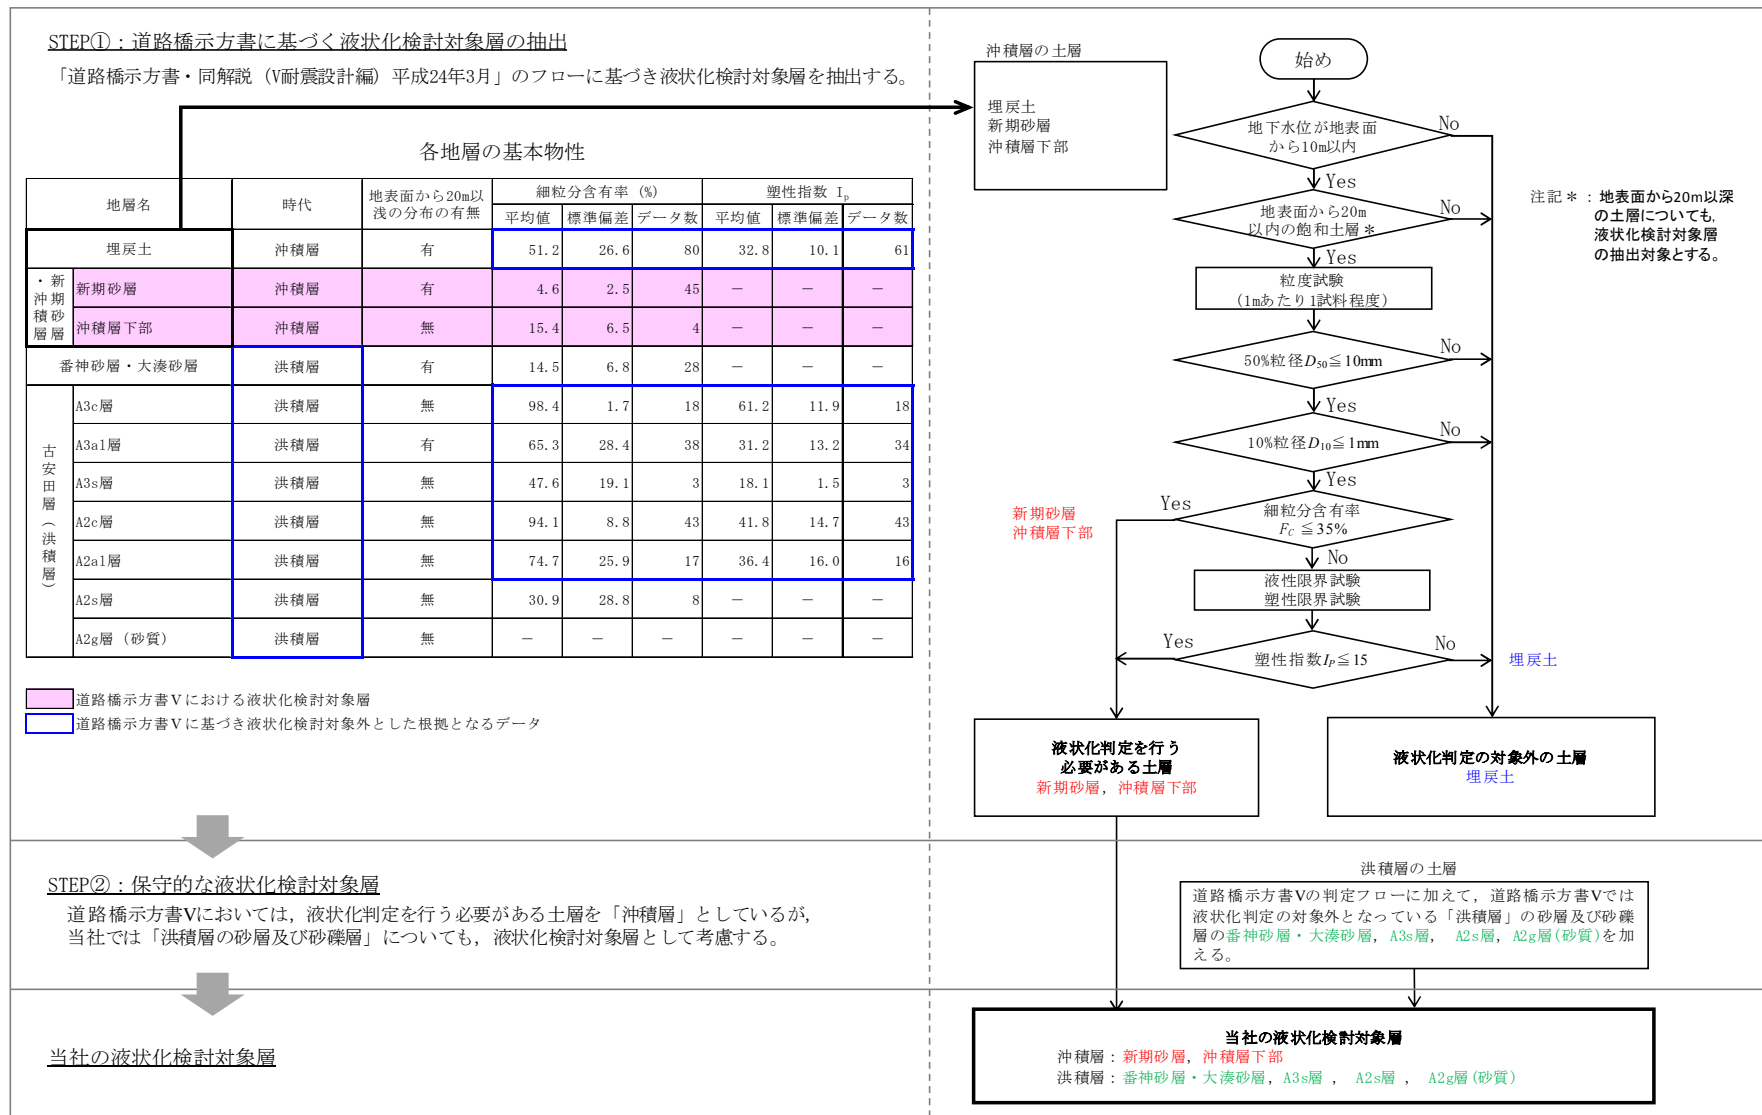 STEP①：道路橋示方書に基づく液状化検討対象層の抽出
「道路橋示方書・同解説（V耐震設計編）平成24年3月」のフローに基づき液状化検討対象層を抽出する。
各地層の基本物性
地層名 時代 地表面から20m以浅の分布の有無 細粒分含有率 (%) 塑性指数 Ip
平均値 標準偏差 データ数 平均値 標準偏差 データ数
埋戻土 沖積層 有 51.2 26.6 80 32.8 10.1 61
新期砂層・沖積層
新期砂層 沖積層 有 4.6 2.5 45 － － －
沖積層下部 沖積層 無 15.4 6.5 4 － － －
番神砂層・大湊砂層 洪積層 有 14.5 6.8 28 － － －
古安田層（洪積層）
A3c層 洪積層 無 98.4 1.7 18 61.2 11.9 18
A3al層 洪積層 有 65.3 28.4 38 31.2 13.2 34
A3s層 洪積層 無 47.6 19.1 3 18.1 1.5 3
A2c層 洪積層 無 94.1 8.8 43 41.8 14.7 43
A2al層 洪積層 無 74.7 25.9 17 36.4 16.0 16
A2s層 洪積層 無 30.9 28.8 8 － － －
A2g層（砂質） 洪積層 無 － － － － － －
道路橋示方書Ⅴにおける液状化検討対象層
道路橋示方書Ⅴに基づき液状化検討対象外とした根拠となるデータ
沖積層の土層
埋戻土
新期砂層
沖積層下部
始め
地下水位が地表面
から10m以内
No
Yes
地表面から20m
以内の飽和土層＊
No
Yes
注記＊：地表面から20m以深
の土層についても,
液状化検討対象層
の抽出対象とする。
粒度試験
（1mあたり1試料程度）
50%粒径D50≦10mm
No
Yes
10%粒径D10≦1mm
No
Yes
細粒分含有率
FC ≦35%
Yes
新期砂層
沖積層下部
No
液性限界試験
塑性限界試験
塑性指数IP≦15
Yes
No
埋戻土
液状化判定を行う
必要がある土層
新期砂層，沖積層下部
液状化判定の対象外の土層
埋戻土
STEP②：保守的な液状化検討対象層
道路橋示方書Vにおいては，液状化判定を行う必要がある土層を「沖積層」としているが，
当社では「洪積層の砂層及び砂礫層」についても，液状化検討対象層として考慮する。
洪積層の土層
道路橋示方書Vの判定フローに加えて，道路橋示方書Vでは
液状化判定の対象外となっている「洪積層」の砂層及び砂礫
層の番神砂層・大湊砂層，A3s層， A2s層，A2g層(砂質)を加
える。
当社の液状化検討対象層
当社の液状化検討対象層
沖積層：新期砂層，沖積層下部
洪積層：番神砂層・大湊砂層，A3s層 ， A2s層 ， A2g層(砂質)